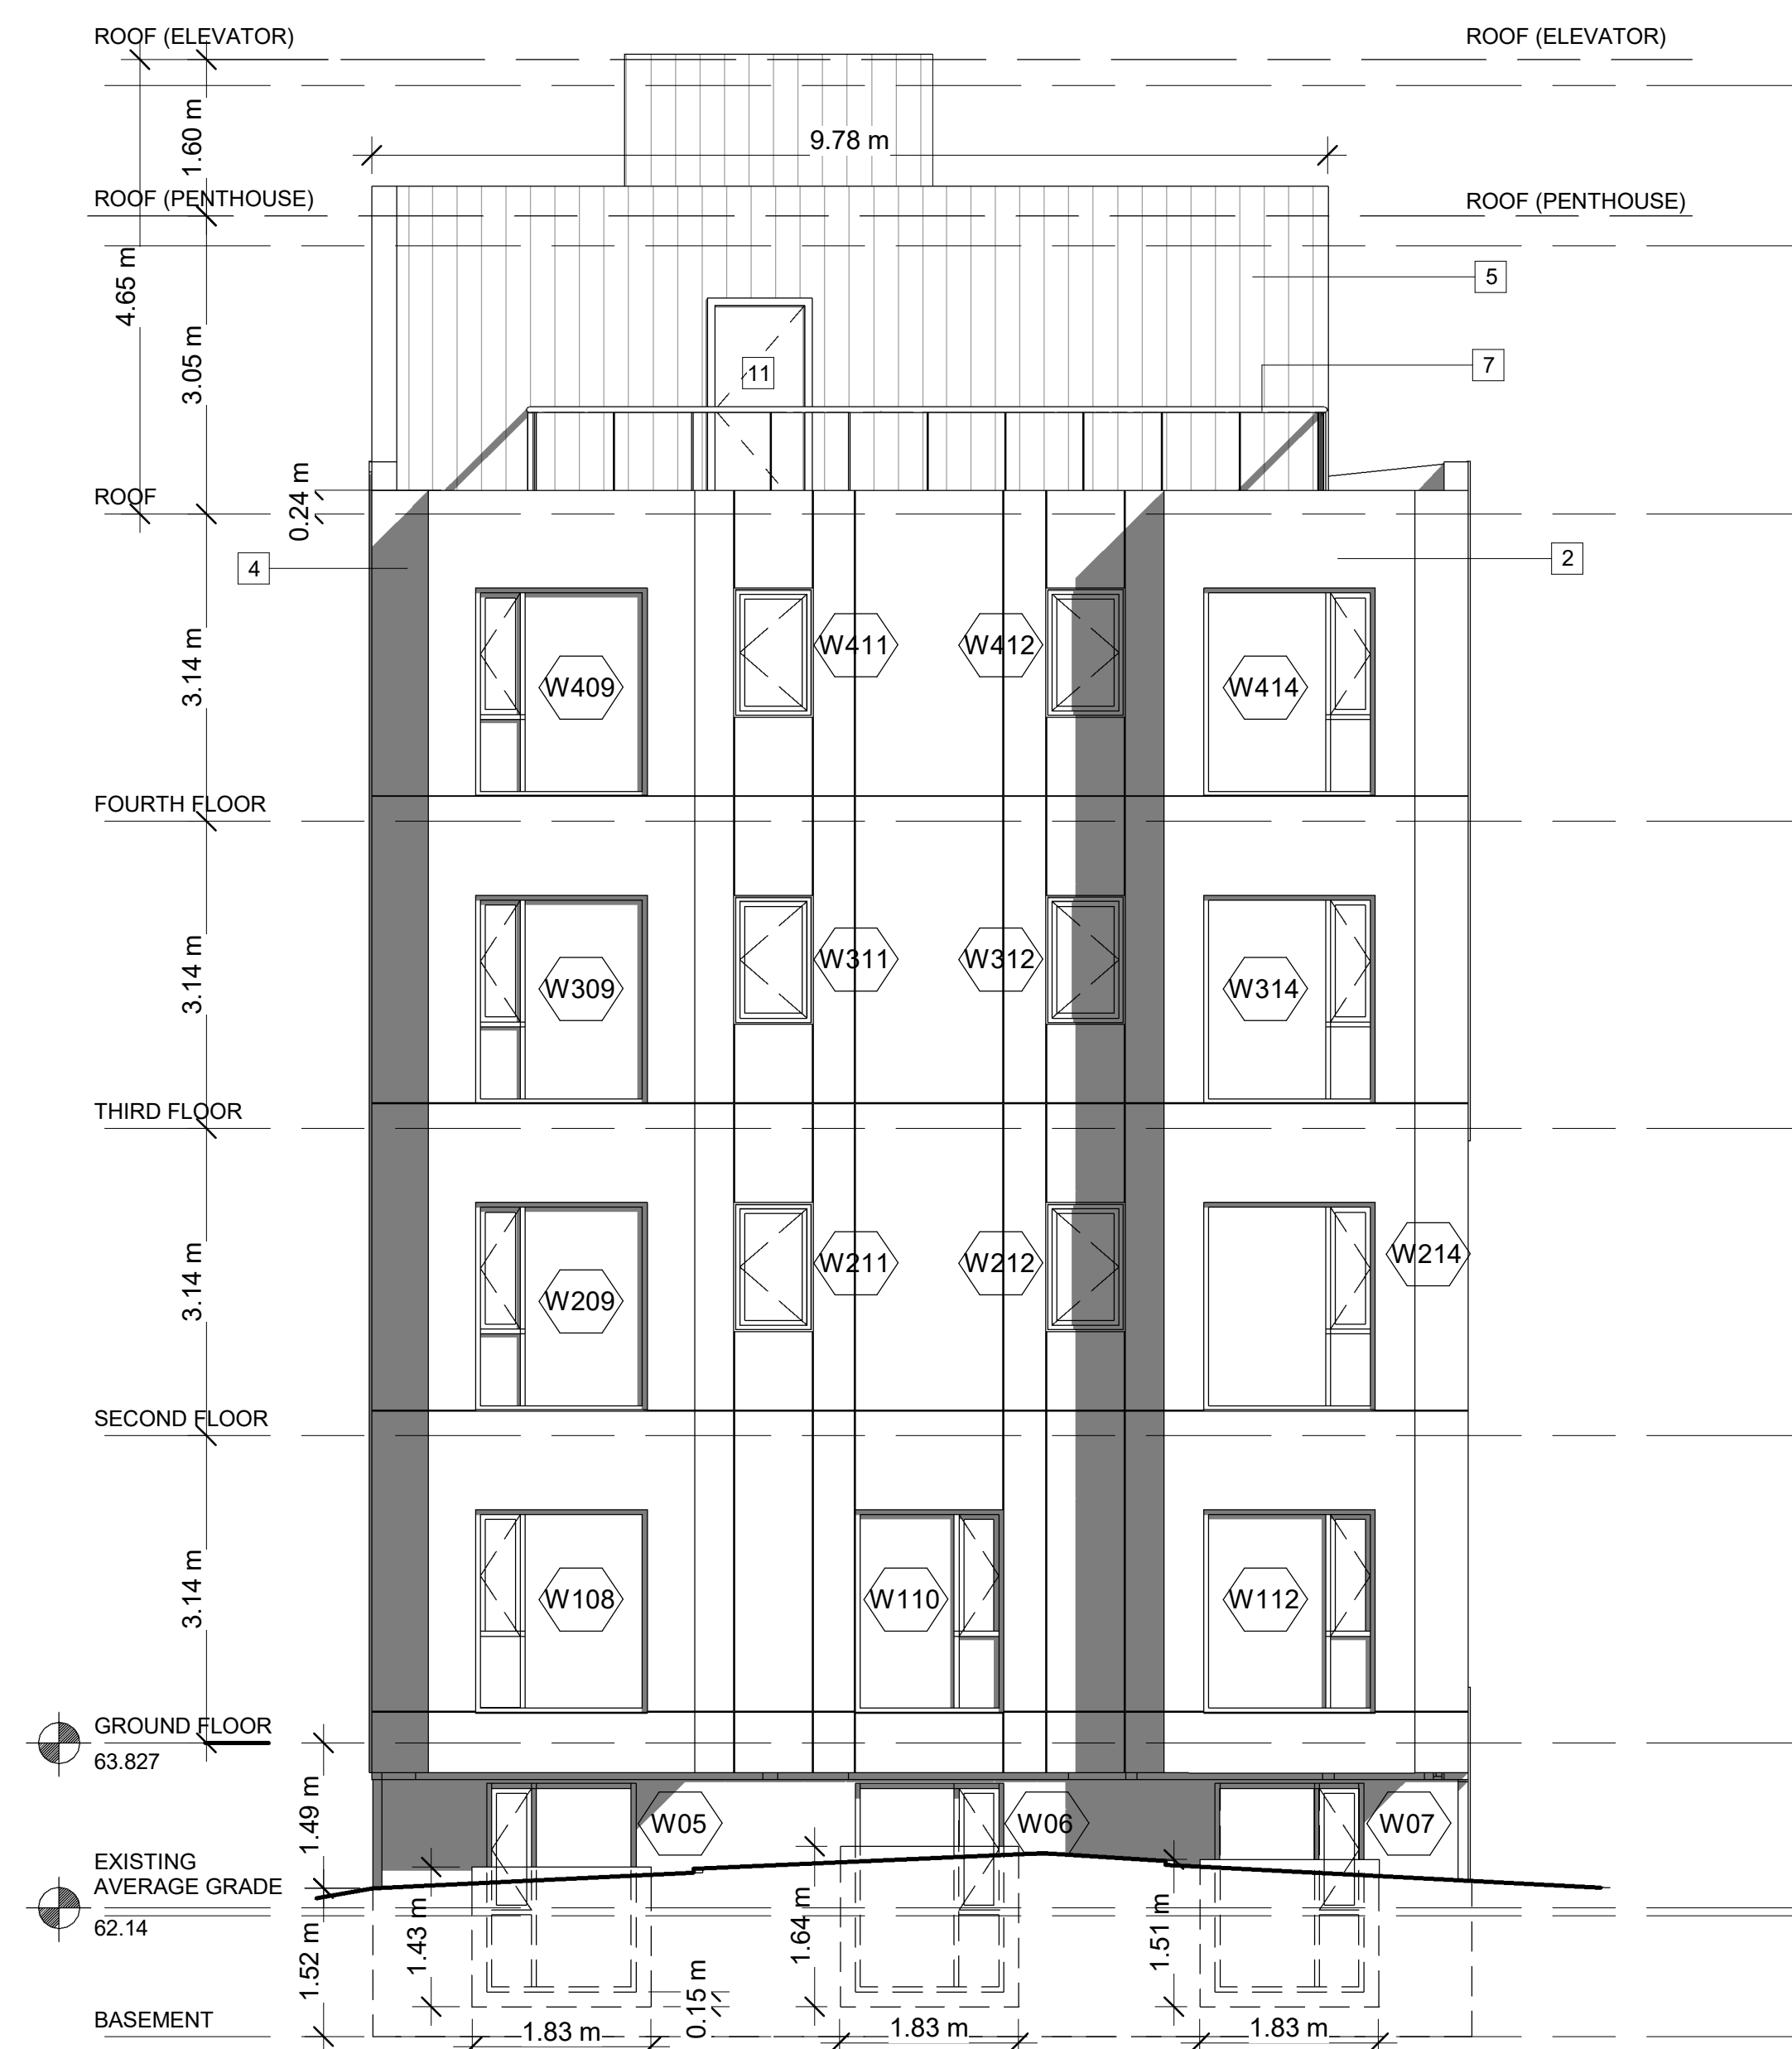 ROOF (ELEVATOR)
ROOF (ELEVATOR)
1.60 m
9.78 m
ROOF (PENTHOUSE)
ROOF (PENTHOUSE)
4.65 m
5
3.05 m
7
11
ROOF
0.24 m
4
2
3.14 m
W409
W411
W412
W414
FOURTH FLOOR
3.14 m
W309
W311
W312
W314
THIRD FLOOR
3.14 m
W209
W211
W212
W214
SECOND FLOOR
3.14 m
W108
W110
W112
GROUND FLOOR
63.827
1.49 m
W05
W06
W07
EXISTING
AVERAGE GRADE
62.14
1.52 m
1.43 m
1.64 m
1.51 m
0.15 m
BASEMENT
1.83 m
1.83 m
1.83 m